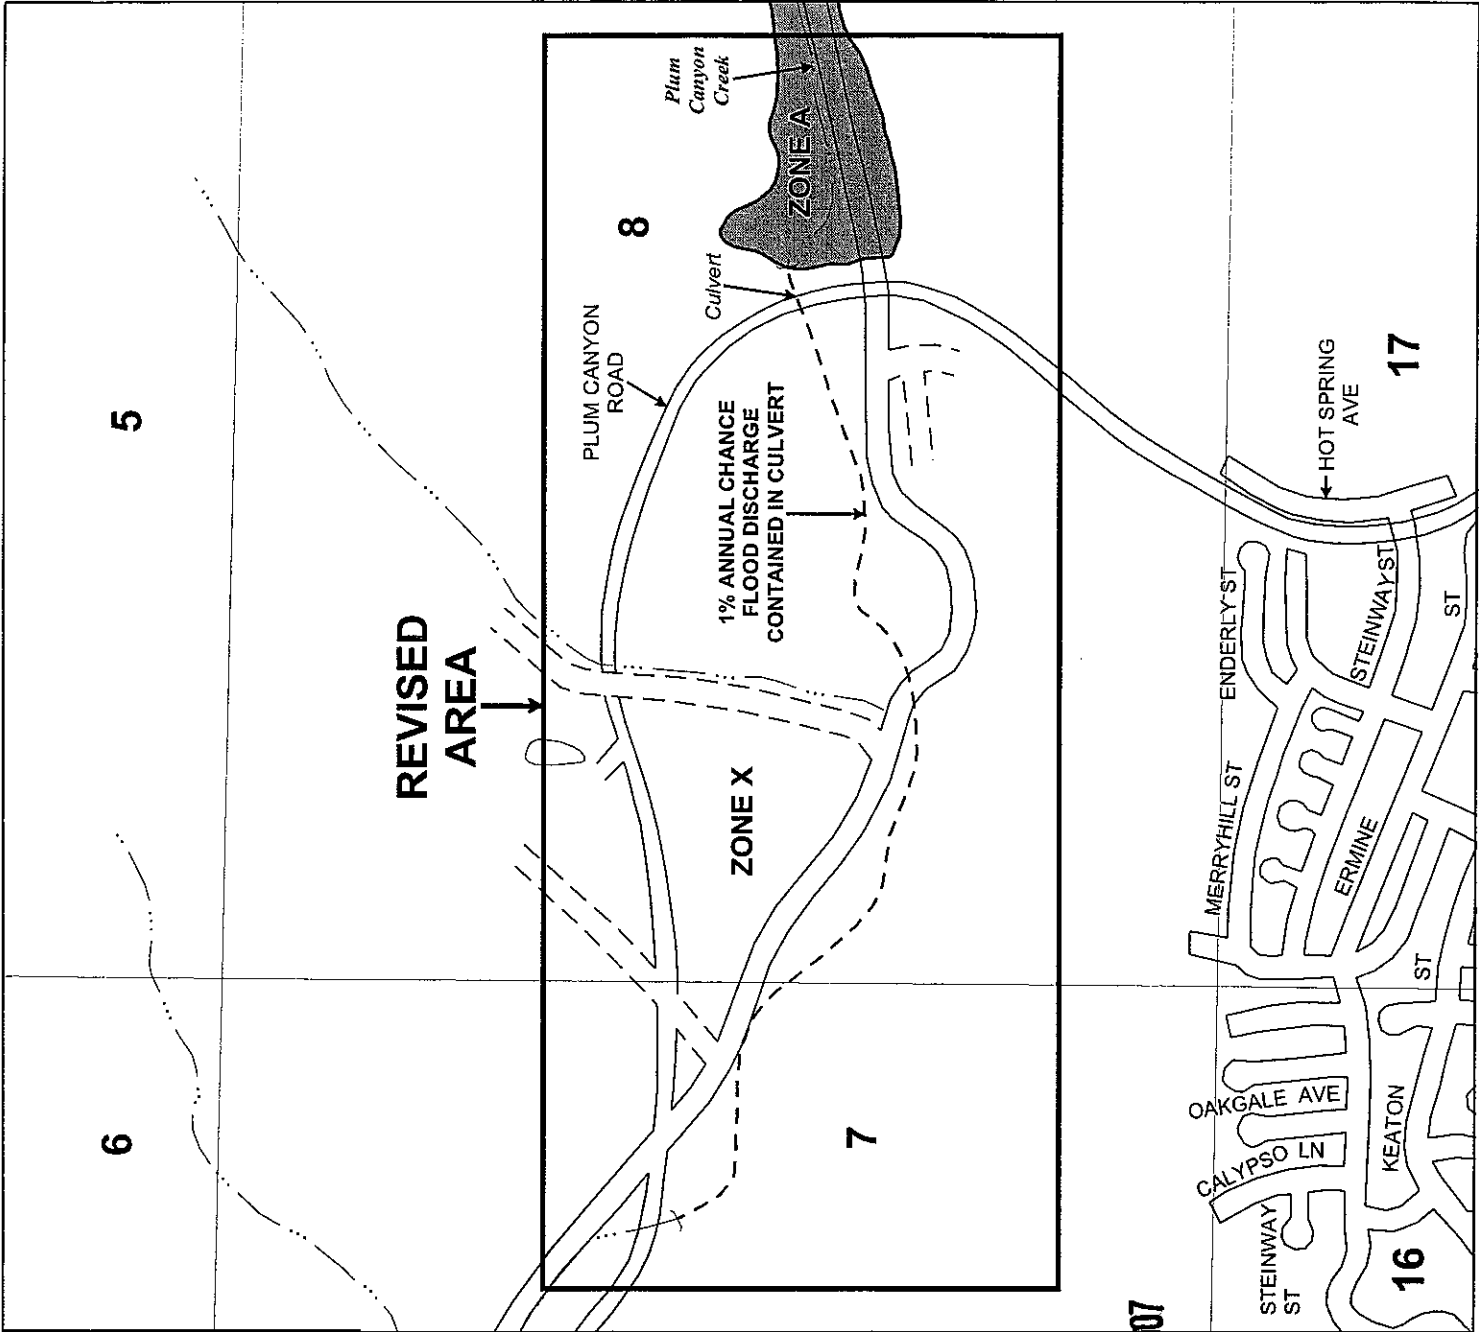 5
6
REVISED
AREA
Plum
Canyon
Creek
ZONE A
8
Culvert
PLUM CANYON
ROAD
1% ANNUAL CHANCE
FLOOD DISCHARGE
CONTAINED IN CULVERT
ZONE X
7
17
HOT SPRING
AVE
ENDERLY ST
STEINWAY ST
ST
MERRYHILL ST
ERMINE
ST
OAKGALE AVE
KEATON
CALYPSO LN
STEINWAY
ST
16
07